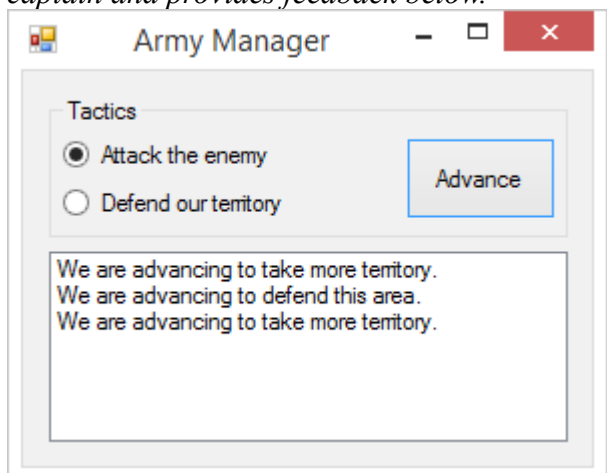 captain and provides feedback below.
Army Manager
Tactics
Attack the enemy
Defend our territory
Advance
We are advancing to take more territory.
We are advancing to defend this area.
We are advancing to take more territory.